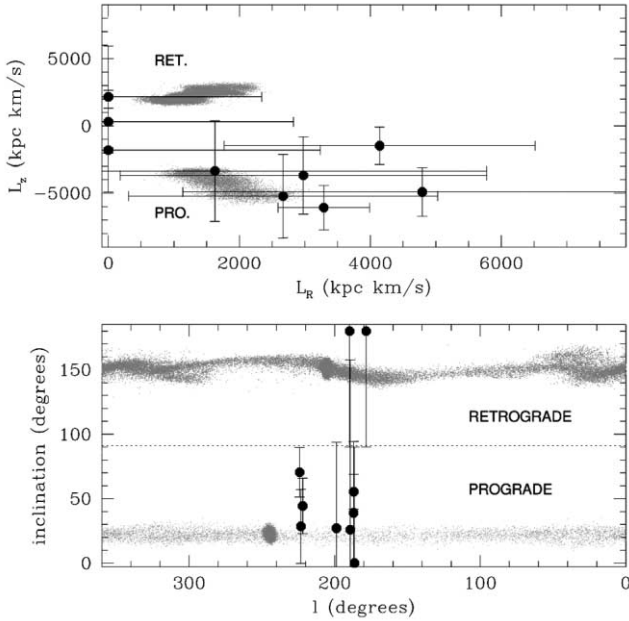 5000
0
−5000
L_z (kpc km/s)
RET.
PRO.
0
2000
4000
6000
L_R (kpc km/s)
150
100
50
0
inclination (degrees)
RETROGRADE
PROGRADE
300
200
100
0
l (degrees)